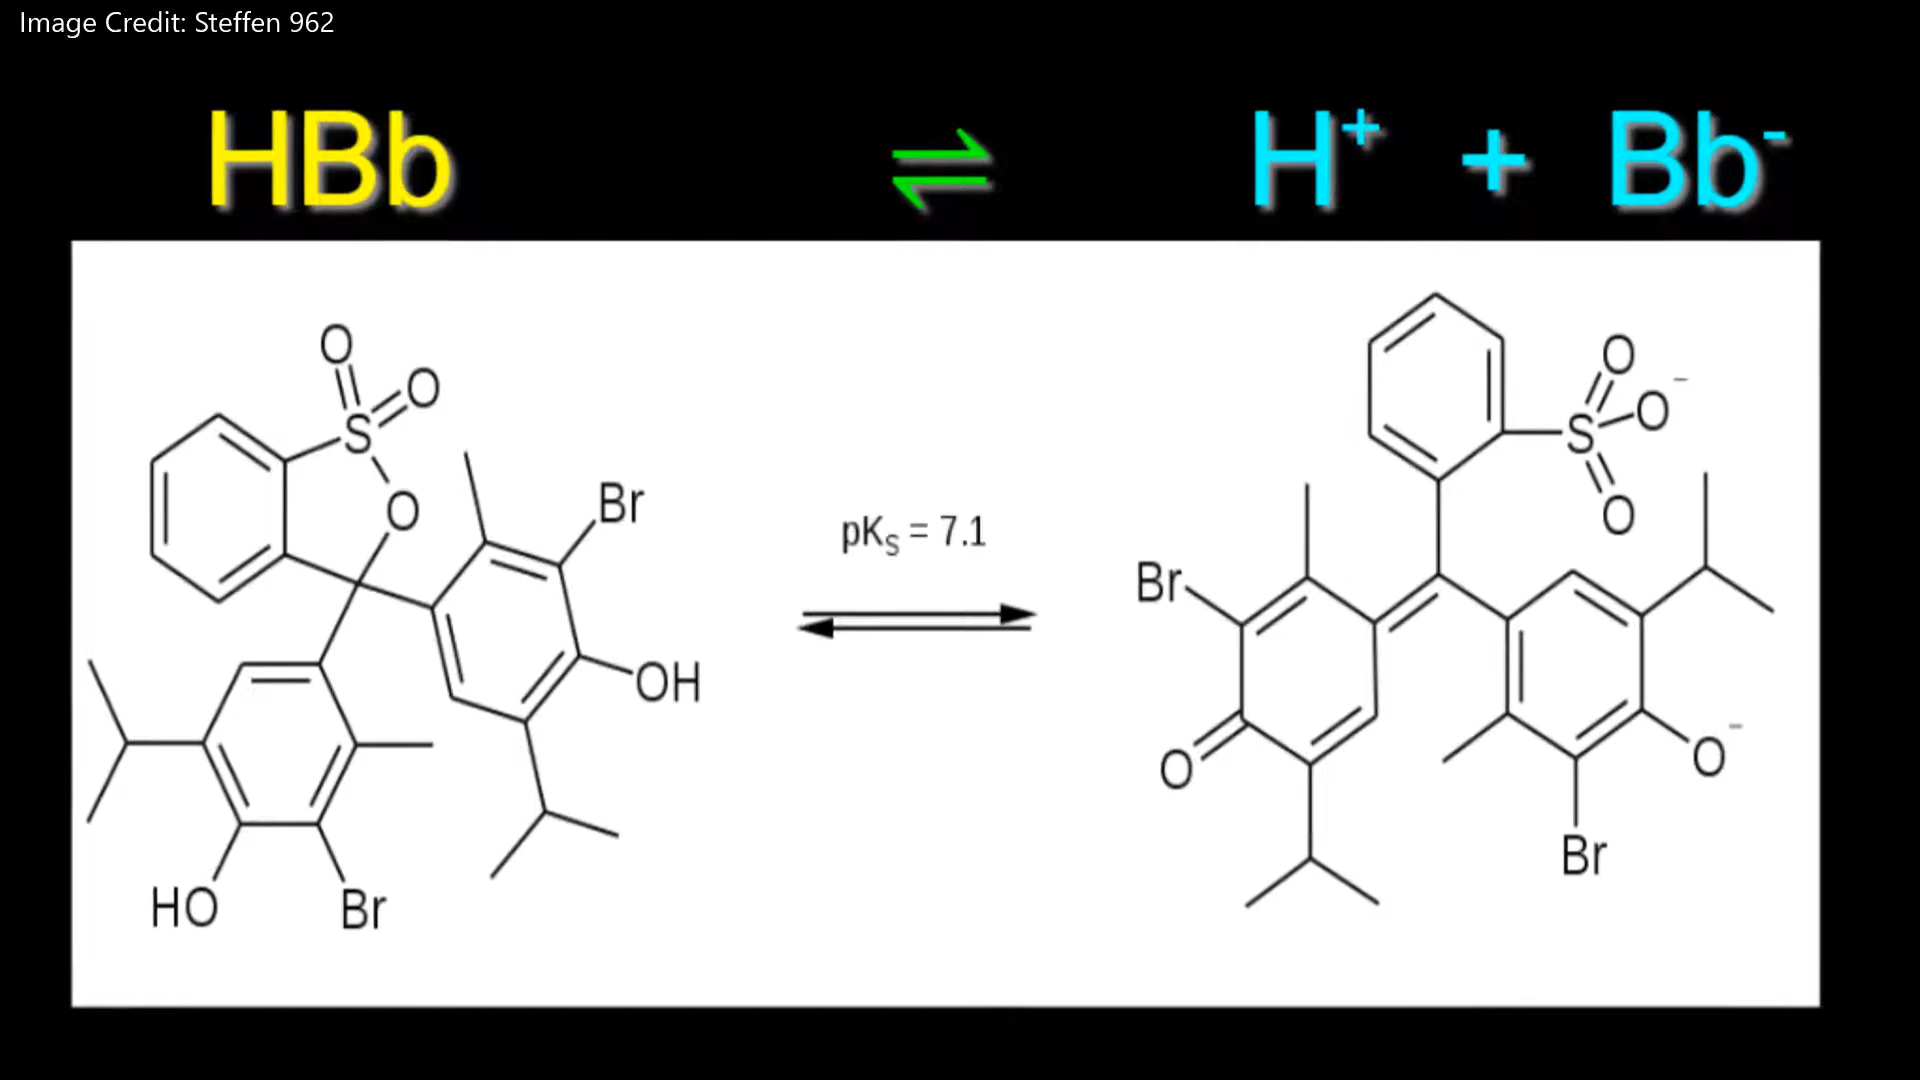 Image Credit: Steffen 962
HBb ⇌ H⁺ + Bb⁻
O
O
S
O
Br
OH
HO
Br
pKₛ = 7.1
O
O⁻
S
O
Br
O
O⁻
Br